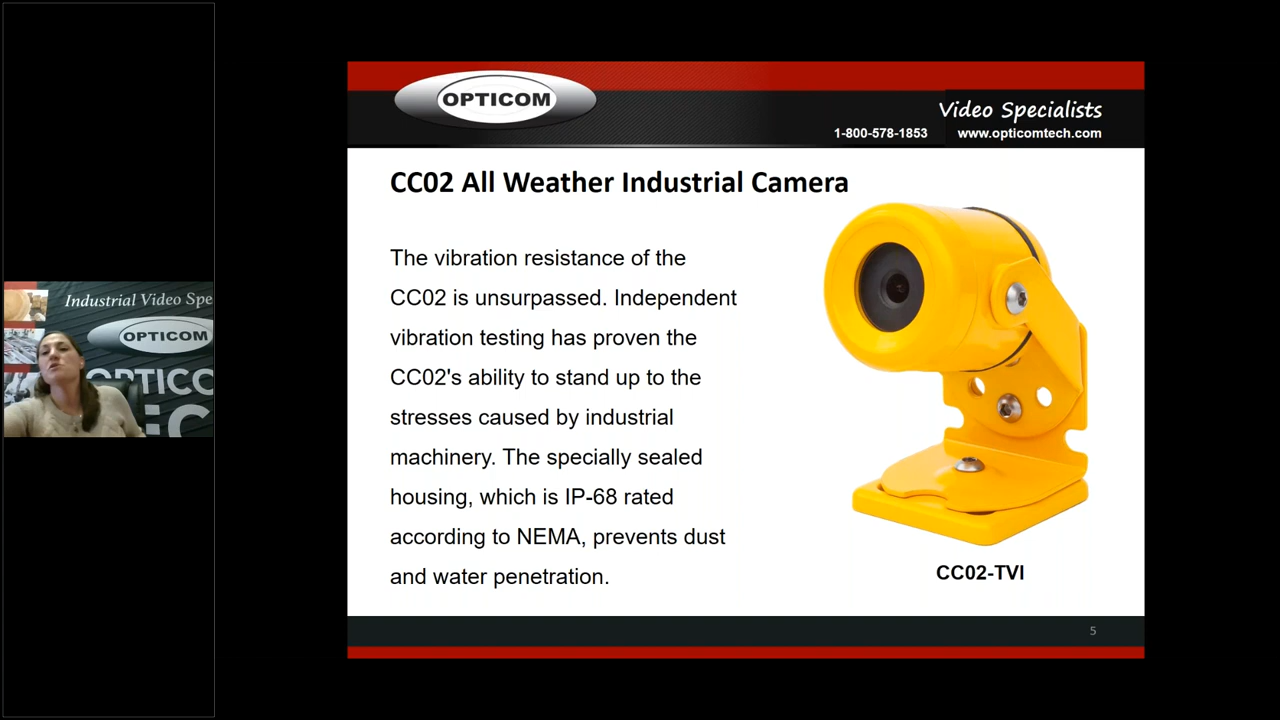 OPTICOM
Video Specialists
1-800-578-1853 www.opticomtech.com
CC02 All Weather Industrial Camera
The vibration resistance of the
CC02 is unsurpassed. Independent
vibration testing has proven the
CC02's ability to stand up to the
stresses caused by industrial
machinery. The specially sealed
housing, which is IP-68 rated
according to NEMA, prevents dust
and water penetration.
CC02-TVI
5
Industrial Video Spe
OPTICOM
OPTICO